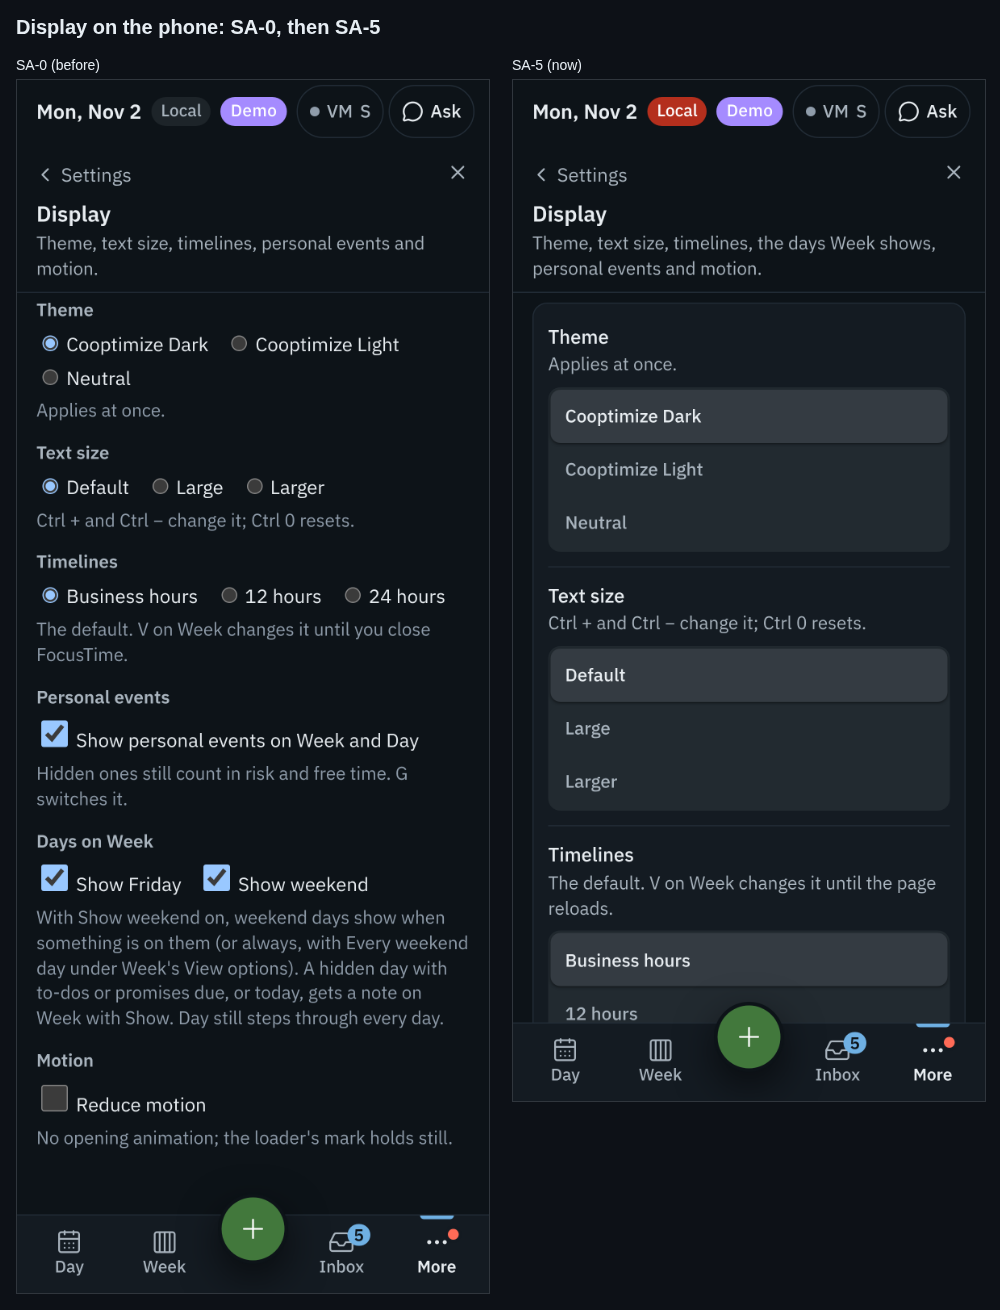 Display on the phone: SA-0, then SA-5
SA-0 (before)
Mon, Nov 2 Local Demo VM S Ask
Settings
Display
Theme, text size, timelines, personal events and
motion.
Theme
Cooptimize Dark Cooptimize Light
Neutral
Applies at once.
Text size
Default Large Larger
Ctrl + and Ctrl – change it; Ctrl 0 resets.
Timelines
Business hours 12 hours 24 hours
The default. V on Week changes it until you close
FocusTime.
Personal events
Show personal events on Week and Day
Hidden ones still count in risk and free time. G
switches it.
Days on Week
Show Friday Show weekend
With Show weekend on, weekend days show when
something is on them (or always, with Every weekend
day under Week's View options). A hidden day with
to-dos or promises due, or today, gets a note on
Week with Show. Day still steps through every day.
Motion
Reduce motion
No opening animation; the loader's mark holds still.
5
Day Week Inbox More
SA-5 (now)
Mon, Nov 2 Local Demo VM S Ask
Settings
Display
Theme, text size, timelines, the days Week shows,
personal events and motion.
Theme
Applies at once.
Cooptimize Dark
Cooptimize Light
Neutral
Text size
Ctrl + and Ctrl – change it; Ctrl 0 resets.
Default
Large
Larger
Timelines
The default. V on Week changes it until the page
reloads.
Business hours
12 hours
5
Day Week Inbox More